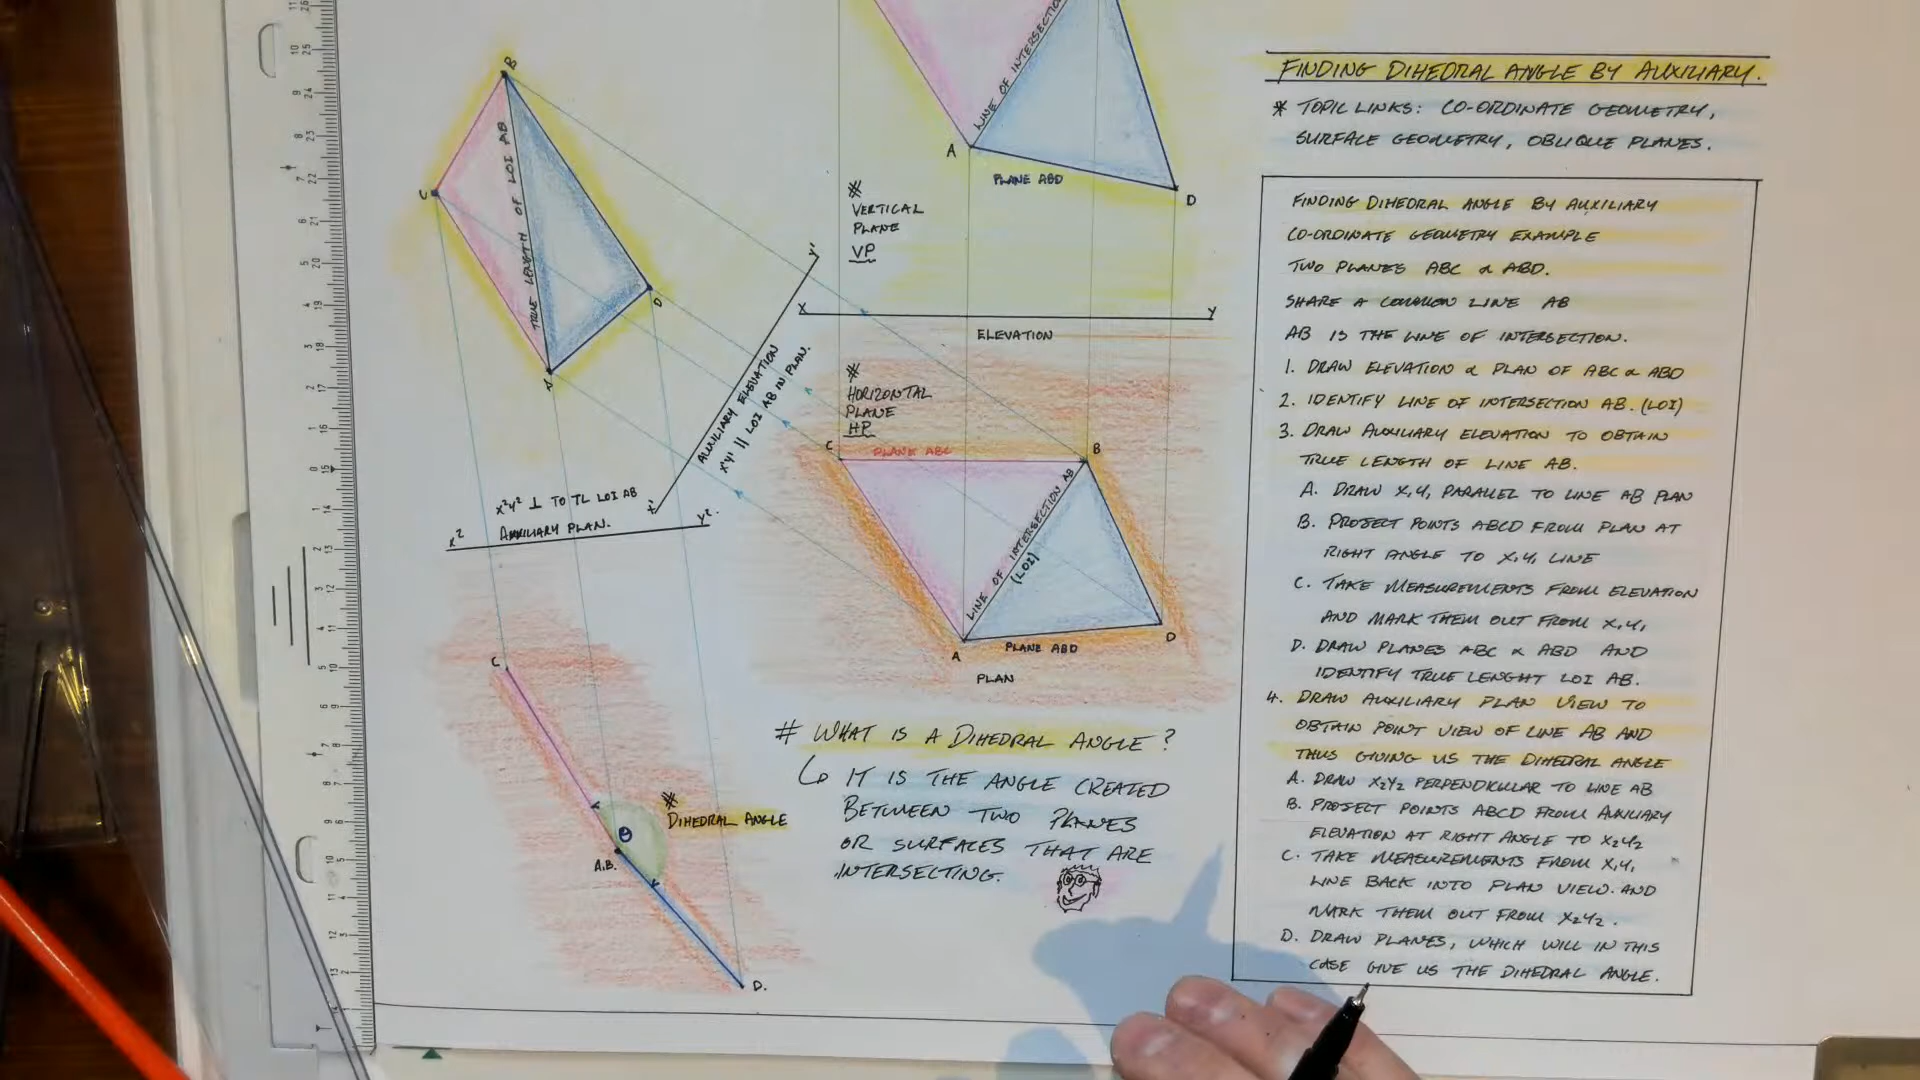 B
LINE OF INTERSECTION
TRUE LENGTH OF LOI AB
C
A
D
A
PLANE ABD
D
#
VERTICAL
PLANE
VP
X
Y
ELEVATION
Y'
X'
AUXILIARY ELEVATION
X'Y' || LOI AB IN PLAN.
#
HORIZONTAL
PLANE
HP
C
PLANE ABC
B
LINE OF INTERSECTION AB
(LOI)
A
PLANE ABD
D
PLAN
X²Y² ⊥ TO TL LOI AB
X²
AUXILIARY PLAN.
Y².
C
#
DIHEDRAL ANGLE
Θ
A.B.
D.
# WHAT IS A DIHEDRAL ANGLE?
IT IS THE ANGLE CREATED
BETWEEN TWO PLANES
OR SURFACES THAT ARE
INTERSECTING.
FINDING DIHEDRAL ANGLE BY AUXILIARY.
* TOPIC LINKS: CO-ORDINATE GEOMETRY,
SURFACE GEOMETRY, OBLIQUE PLANES.
FINDING DIHEDRAL ANGLE BY AUXILIARY
CO-ORDINATE GEOMETRY EXAMPLE
TWO PLANES ABC & ABD.
SHARE A COMMON LINE AB
AB IS THE LINE OF INTERSECTION.
1. DRAW ELEVATION & PLAN OF ABC & ABD
2. IDENTIFY LINE OF INTERSECTION AB. (LOI)
3. DRAW AUXILIARY ELEVATION TO OBTAIN
TRUE LENGTH OF LINE AB.
A. DRAW X₁Y₁ PARALLEL TO LINE AB PLAN
B. PROJECT POINTS ABCD FROM PLAN AT
RIGHT ANGLE TO X₁Y₁ LINE
C. TAKE MEASUREMENTS FROM ELEVATION
AND MARK THEM OUT FROM X₁Y₁
D. DRAW PLANES ABC & ABD AND
IDENTIFY TRUE LENGHT LOI AB.
4. DRAW AUXILIARY PLAN VIEW TO
OBTAIN POINT VIEW OF LINE AB AND
THUS GIVING US THE DIHEDRAL ANGLE
A. DRAW X₂Y₂ PERPENDICULAR TO LINE AB
B. PROJECT POINTS ABCD FROM AUXILIARY
ELEVATION AT RIGHT ANGLE TO X₂Y₂
C. TAKE MEASUREMENTS FROM X₁Y₁
LINE BACK INTO PLAN VIEW. AND
MARK THEM OUT FROM X₂Y₂.
D. DRAW PLANES, WHICH WILL IN THIS
CASE GIVE US THE DIHEDRAL ANGLE.